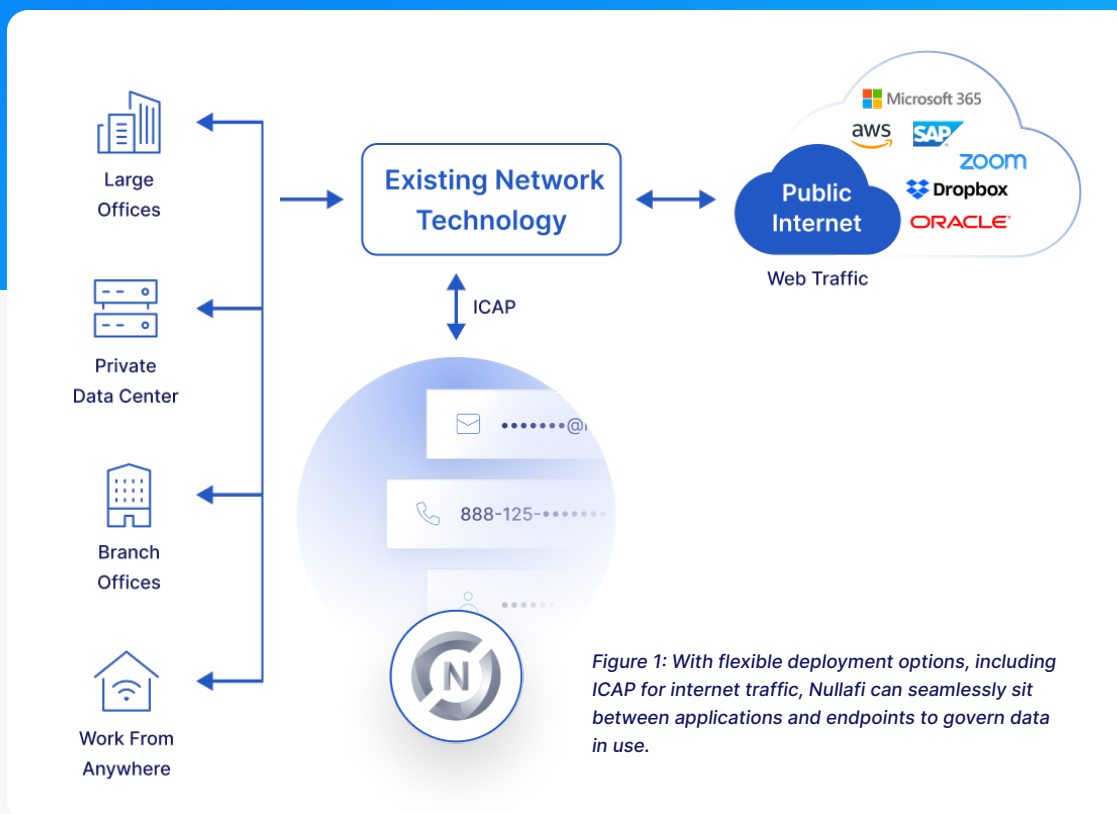 Large
Offices
Private
Data Center
Branch
Offices
Work From
Anywhere
Existing Network
Technology
ICAP
•••••••@
888-125-•••••••
••••••
N
Microsoft 365
aws
SAP
zoom
Dropbox
ORACLE
Public
Internet
Web Traffic
Figure 1: With flexible deployment options, including
ICAP for internet traffic, Nullafi can seamlessly sit
between applications and endpoints to govern data
in use.